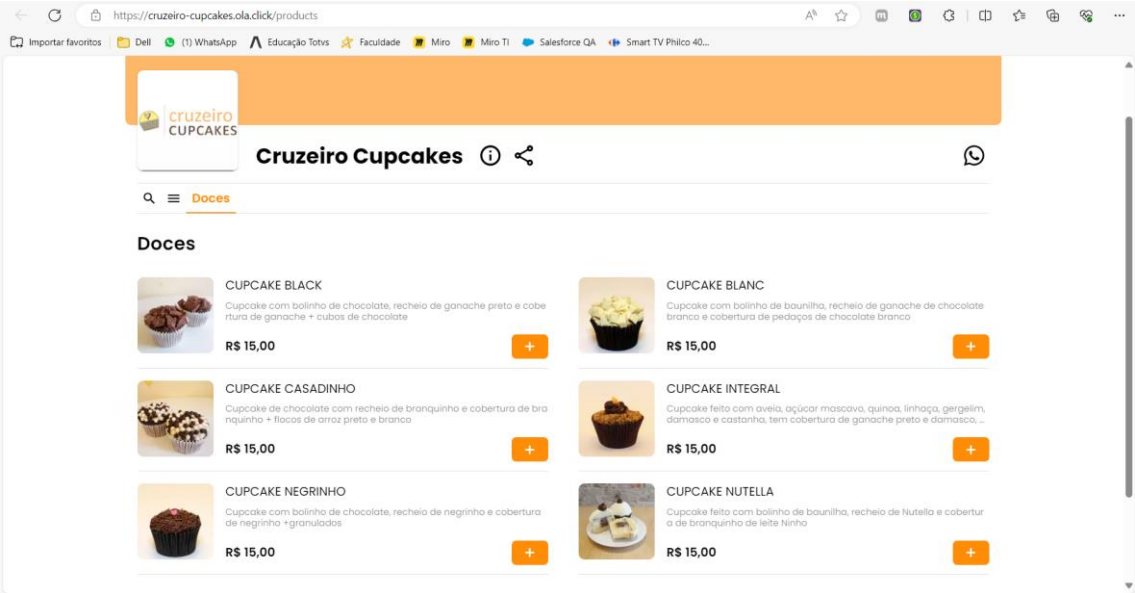 https://cruzeiro-cupcakes.ola.click/products
Importar favoritos
Dell
(1) WhatsApp
Educação Totvs
Faculdade
Miro
Miro TI
Salesforce QA
Smart TV Philco 40...
cruzeiro
CUPCAKES
Cruzeiro Cupcakes
Doces
Doces
CUPCAKE BLACK
Cupcake com bolinho de chocolate, recheio de ganache preto e cobe
rtura de ganache + cubos de chocolate
R$ 15,00
+
CUPCAKE BLANC
Cupcake com bolinho de baunilha, recheio de ganache de chocolate
branco e cobertura de pedaços de chocolate branco
R$ 15,00
+
CUPCAKE CASADINHO
Cupcake de chocolate com recheio de branquinho e cobertura de bra
nquinho + flocos de arroz preto e branco
R$ 15,00
+
CUPCAKE INTEGRAL
Cupcake feito com aveia, açúcar mascavo, quinoa, linhaça, gergelim,
damasco e castanha, tem cobertura de ganache preto e damasco, ...
R$ 15,00
+
CUPCAKE NEGRINHO
Cupcake com bolinho de chocolate, recheio de negrinho e cobertura
de negrinho +granulados
R$ 15,00
+
CUPCAKE NUTELLA
Cupcake feito com bolinho de baunilha, recheio de Nutella e cobertur
a de branquinho de leite Ninho
R$ 15,00
+